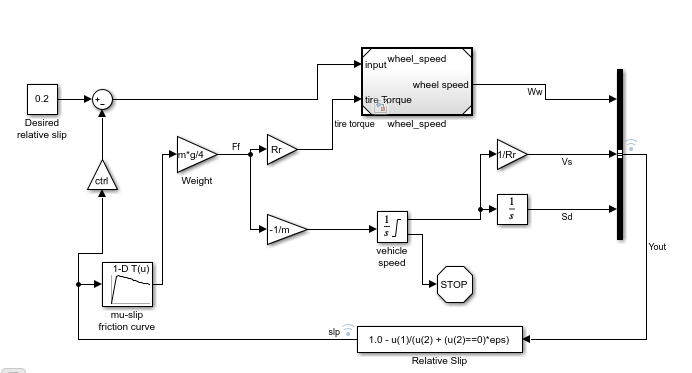 wheel_speed
input
0.2
+
−
wheel speed
tire Torque
Ww
Desired
relative slip
tire torque
wheel_speed
Ff
m*g/4
Rr
1/Rr
Vs
Weight
ctrl
1
s
Sd
-1/m
1
s
vehicle
speed
Yout
1-D T(u)
STOP
mu-slip
friction curve
slp
1.0 - u(1)/(u(2) + (u(2)==0)*eps)
Relative Slip